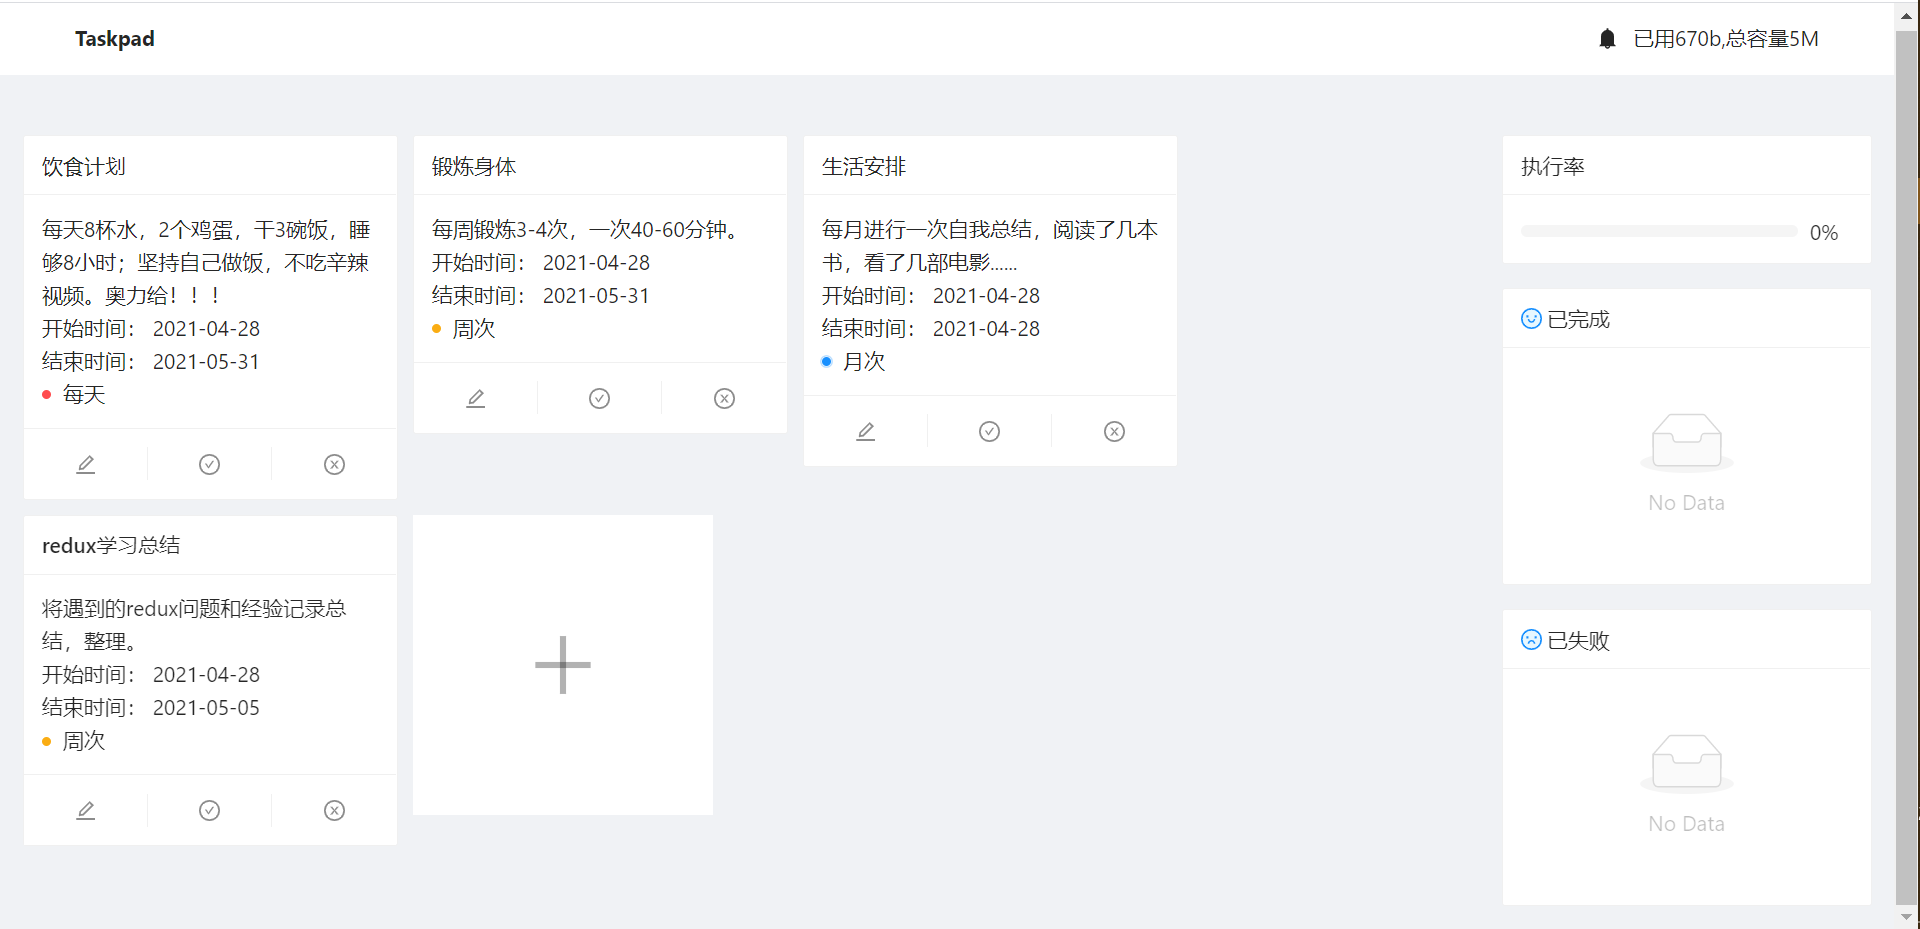 Taskpad
已用670b,总容量5M
饮食计划
每天8杯水，2个鸡蛋，干3碗饭，睡
够8小时；坚持自己做饭，不吃辛辣
视频。奥力给！！！
开始时间： 2021-04-28
结束时间： 2021-05-31
每天
锻炼身体
每周锻炼3-4次，一次40-60分钟。
开始时间： 2021-04-28
结束时间： 2021-05-31
周次
生活安排
每月进行一次自我总结，阅读了几本
书，看了几部电影......
开始时间： 2021-04-28
结束时间： 2021-04-28
月次
redux学习总结
将遇到的redux问题和经验记录总
结，整理。
开始时间： 2021-04-28
结束时间： 2021-05-05
周次
执行率
0%
已完成
No Data
已失败
No Data